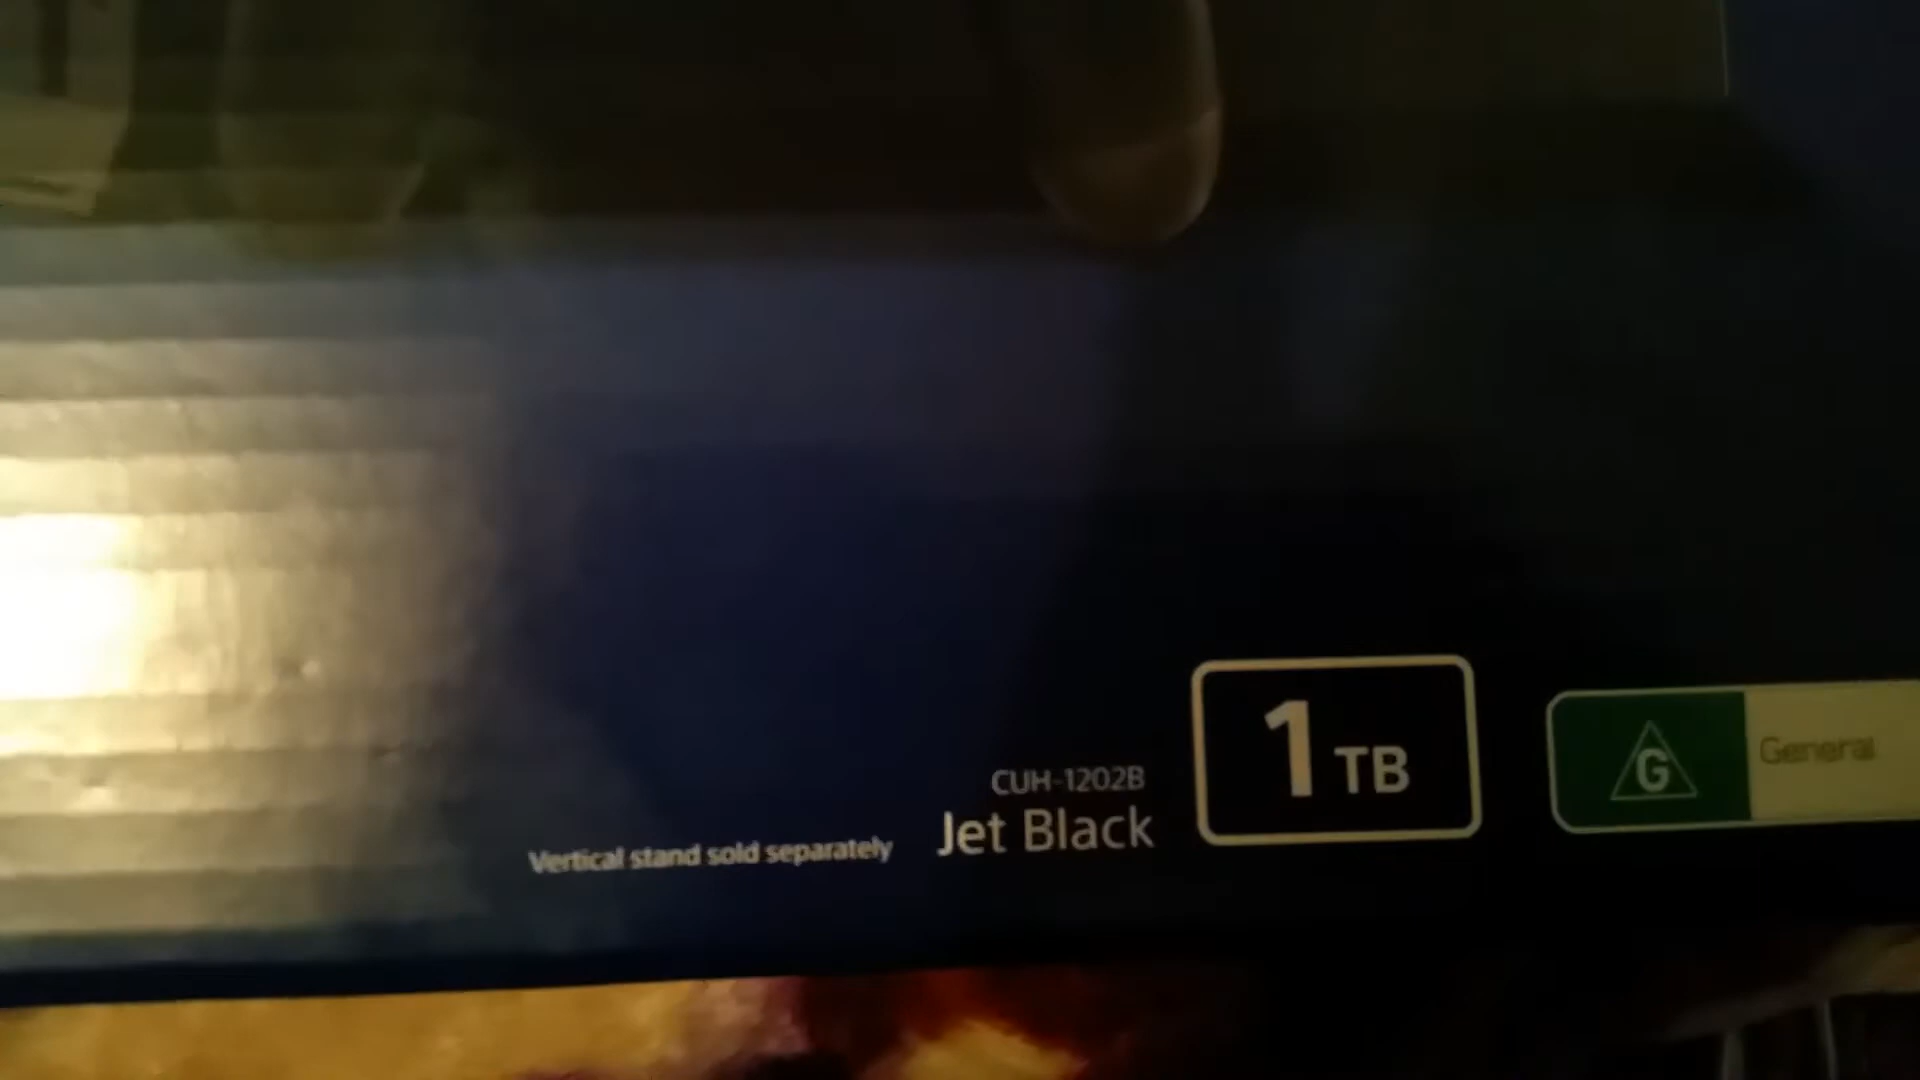 CUH-1202B
Jet Black
Vertical stand sold separately
1 TB
G
General